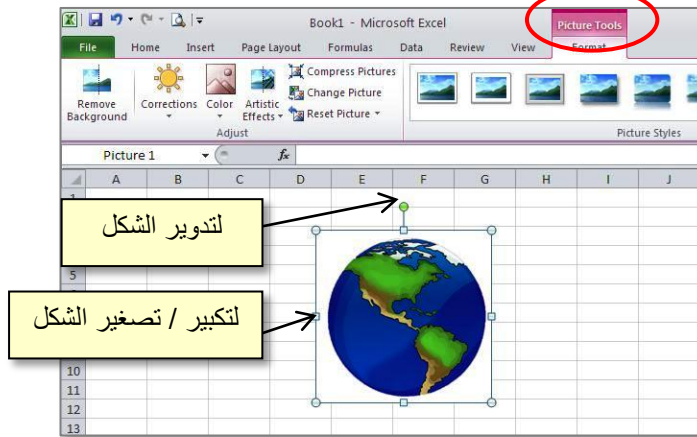 Book1 - Microsoft Excel
Picture Tools
File Home Insert Page Layout Formulas Data Review View Format
Remove Background
Corrections
Color
Artistic Effects
Compress Pictures
Change Picture
Reset Picture
Adjust
Picture Styles
Picture 1
fx
A B C D E F G H I J
1
لتدوير الشكل
5
لتكبير / تصغير الشكل
10
11
12
13